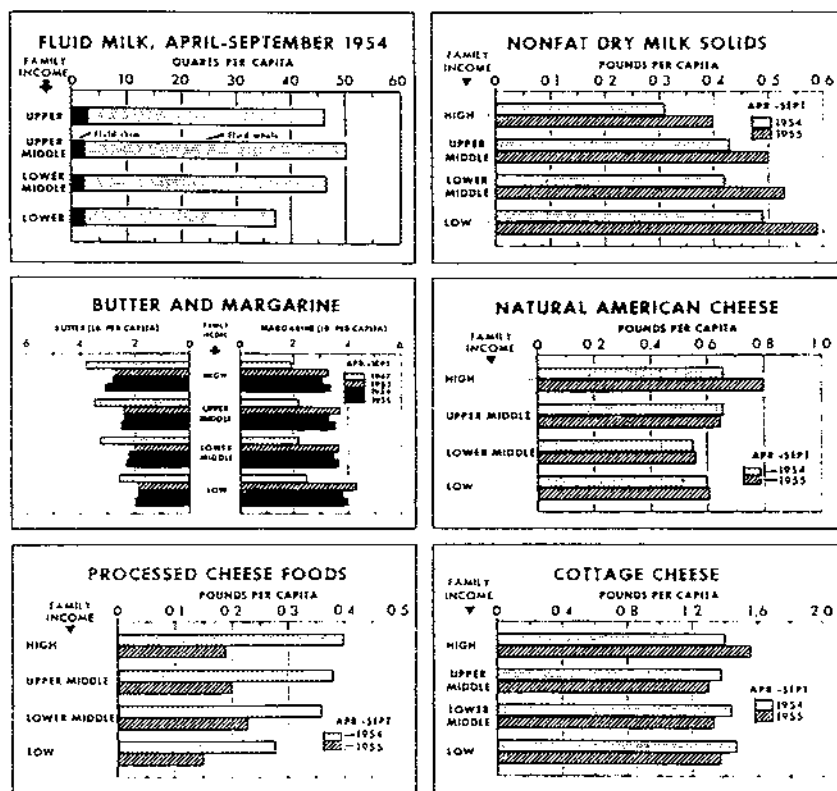 FLUID MILK, APRIL-SEPTEMBER 1954
FAMILY
INCOME
QUARTS PER CAPITA
0 10 20 30 40 50 60
UPPER
Fluid skim Fluid whole
UPPER
MIDDLE
LOWER
MIDDLE
LOWER
NONFAT DRY MILK SOLIDS
FAMILY
INCOME
POUNDS PER CAPITA
0 0.1 0.2 0.3 0.4 0.5 0.6
HIGH
UPPER
MIDDLE
LOWER
MIDDLE
LOW
APR-SEPT
1954
1955
BUTTER AND MARGARINE
BUTTER (LB. PER CAPITA)
FAMILY
INCOME
MARGARINE (LB. PER CAPITA)
6 4 2 0 0 2 4 6
HIGH
UPPER
MIDDLE
LOWER
MIDDLE
LOW
APR-SEPT
NATURAL AMERICAN CHEESE
FAMILY
INCOME
POUNDS PER CAPITA
0 0.2 0.4 0.6 0.8 1.0
HIGH
UPPER MIDDLE
LOWER MIDDLE
LOW
APR-SEPT
1954
1955
PROCESSED CHEESE FOODS
FAMILY
INCOME
POUNDS PER CAPITA
0 0.1 0.2 0.3 0.4 0.5
HIGH
UPPER MIDDLE
LOWER MIDDLE
LOW
APR-SEPT
1954
1955
COTTAGE CHEESE
FAMILY
INCOME
POUNDS PER CAPITA
0 0.4 0.8 1.2 1.6 2.0
HIGH
UPPER
MIDDLE
LOWER
MIDDLE
LOW
APR-SEPT
1954
1955